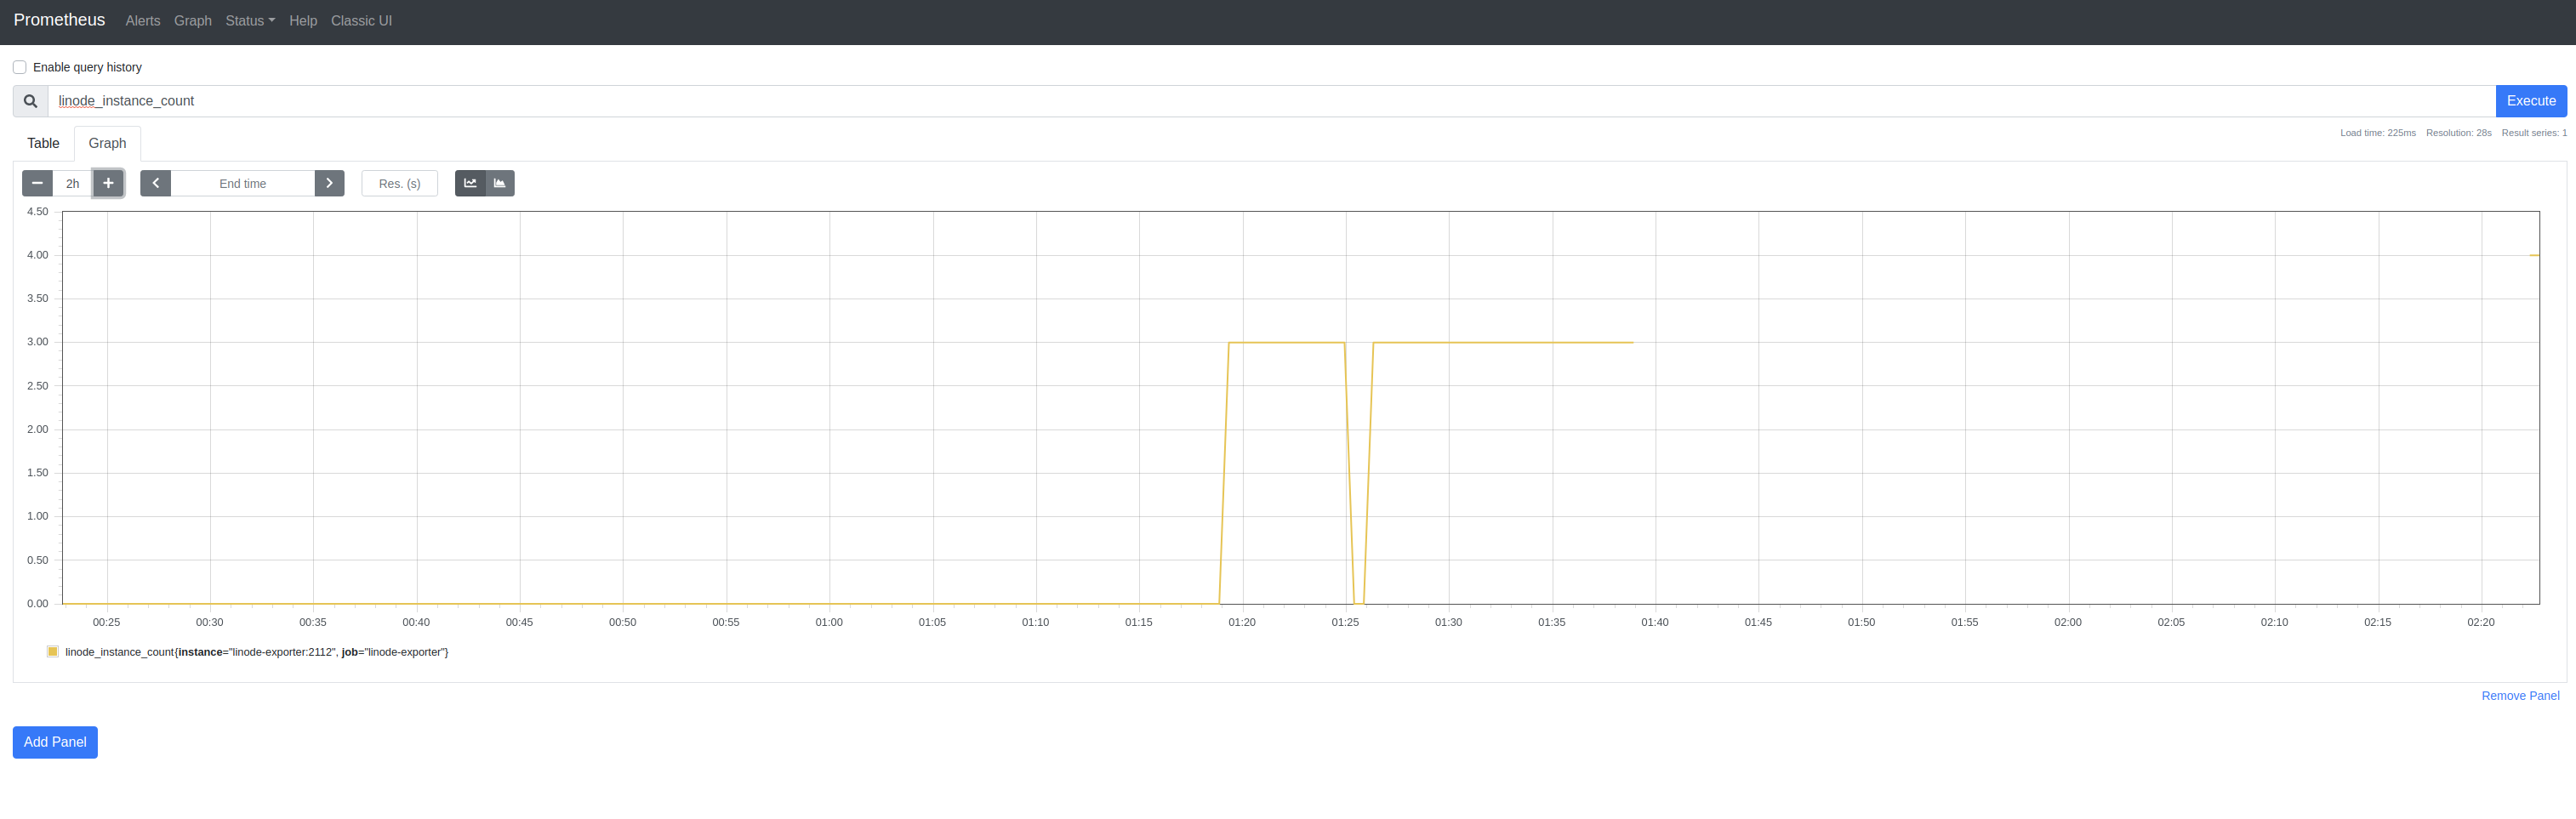 Prometheus Alerts Graph Status Help Classic UI
Enable query history
linode_instance_count Execute
Table Graph Load time: 225ms Resolution: 28s Result series: 1
2h End time Res. (s)
4.50
4.00
3.50
3.00
2.50
2.00
1.50
1.00
0.50
0.00
00:25 00:30 00:35 00:40 00:45 00:50 00:55 01:00 01:05 01:10 01:15 01:20 01:25 01:30 01:35 01:40 01:45 01:50 01:55 02:00 02:05 02:10 02:15 02:20
linode_instance_count{instance="linode-exporter:2112", job="linode-exporter"}
Remove Panel
Add Panel